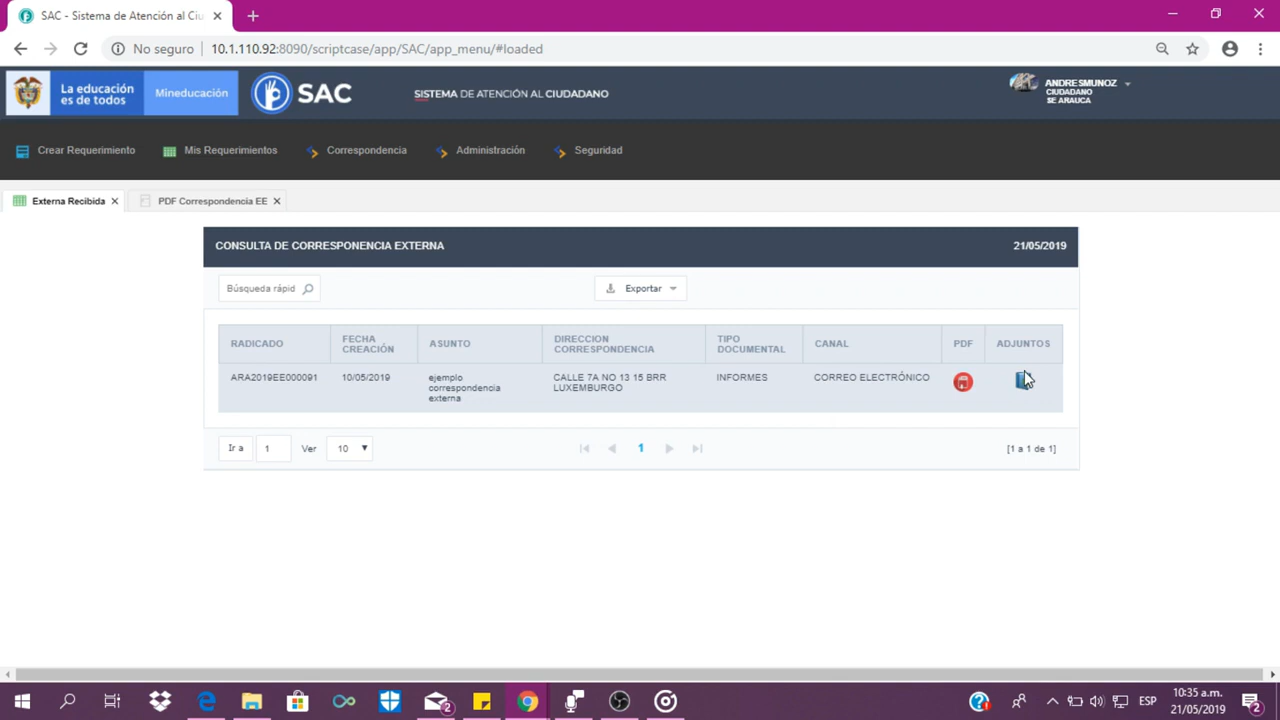 SAC - Sistema de Atención al Ciu
No seguro
10.1.110.92:8090/scriptcase/app/SAC/app_menu/#loaded
La educación
es de todos
Mineducación
SAC
SISTEMA DE ATENCIÓN AL CIUDADANO
ANDRESMUNOZ
CIUDADANO
SE ARAUCA
Crear Requerimiento
Mis Requerimientos
Correspondencia
Administración
Seguridad
Externa Recibida
PDF Correspondencia EE
CONSULTA DE CORRESPONENCIA EXTERNA
21/05/2019
Búsqueda rápid
Exportar
RADICADO
FECHA
CREACIÓN
ASUNTO
DIRECCION
CORRESPONDENCIA
TIPO
DOCUMENTAL
CANAL
PDF
ADJUNTOS
ARA2019EE000091
10/05/2019
ejemplo
correspondencia
externa
CALLE 7A NO 13 15 BRR
LUXEMBURGO
INFORMES
CORREO ELECTRÓNICO
Ir a
1
Ver
10
1
[1 a 1 de 1]
2
ESP
10:35 a.m.
21/05/2019
2